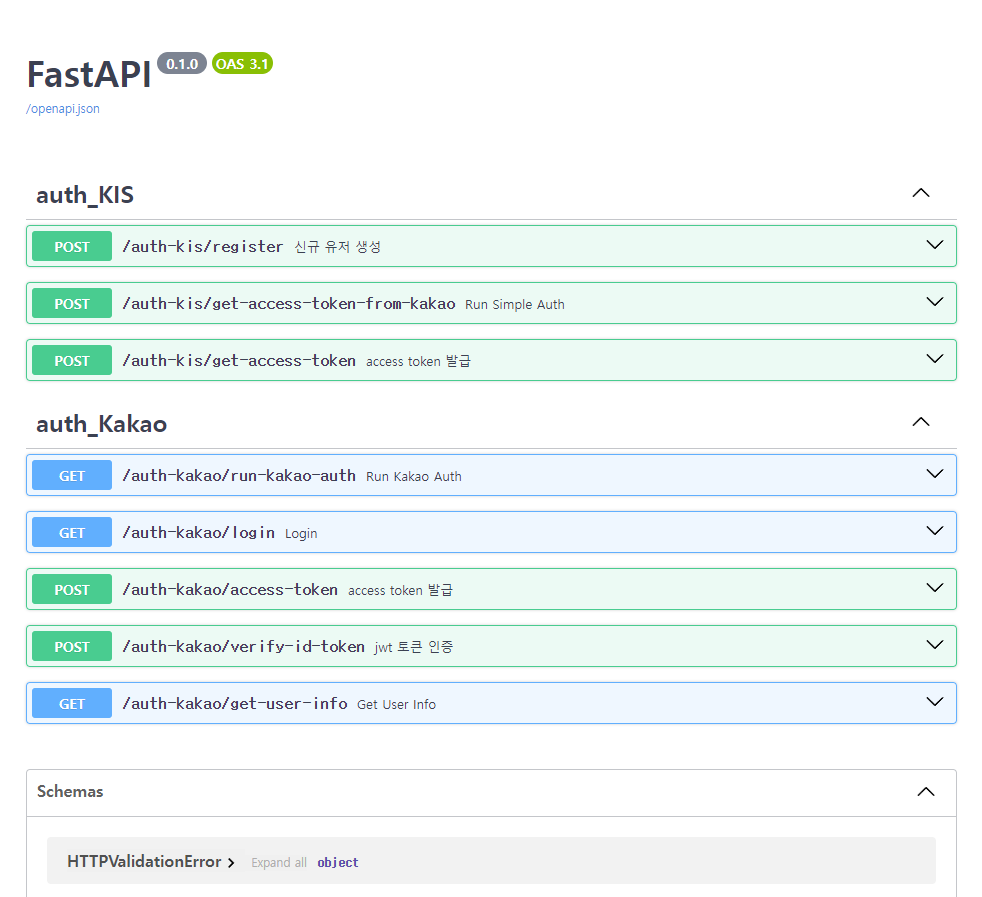 FastAPI 0.1.0 OAS 3.1
/openapi.json
auth_KIS
POST /auth-kis/register 신규 유저 생성
POST /auth-kis/get-access-token-from-kakao Run Simple Auth
POST /auth-kis/get-access-token access token 발급
auth_Kakao
GET /auth-kakao/run-kakao-auth Run Kakao Auth
GET /auth-kakao/login Login
POST /auth-kakao/access-token access token 발급
POST /auth-kakao/verify-id-token jwt 토큰 인증
GET /auth-kakao/get-user-info Get User Info
Schemas
HTTPValidationError Expand all object